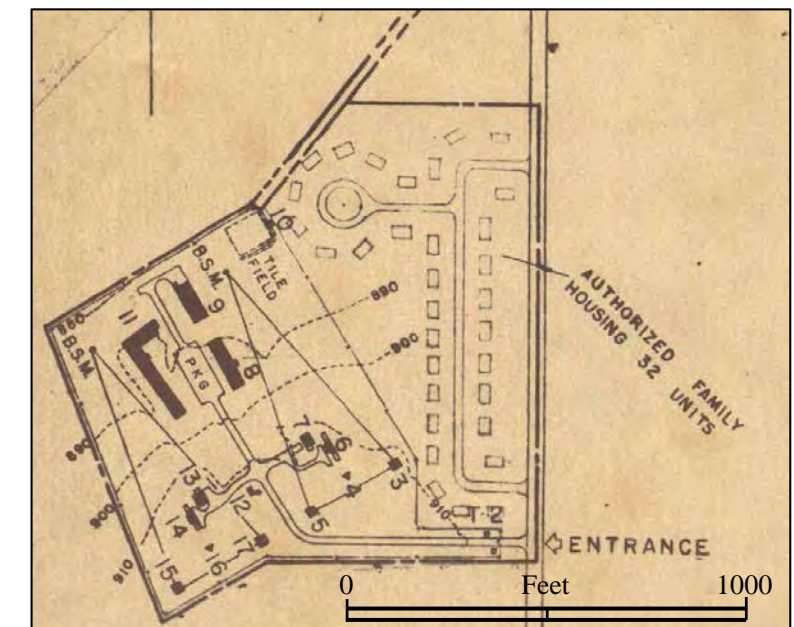 10
B.S.M.
TILE
FIELD
9
890
880
B.S.M.
11
AUTHORIZED FAMILY
HOUSING 32 UNITS
PKG
8
900
7
6
890
3
4
13
12
5
900
14
910
T-2
17
16
ENTRANCE
910
15
0 Feet 1000